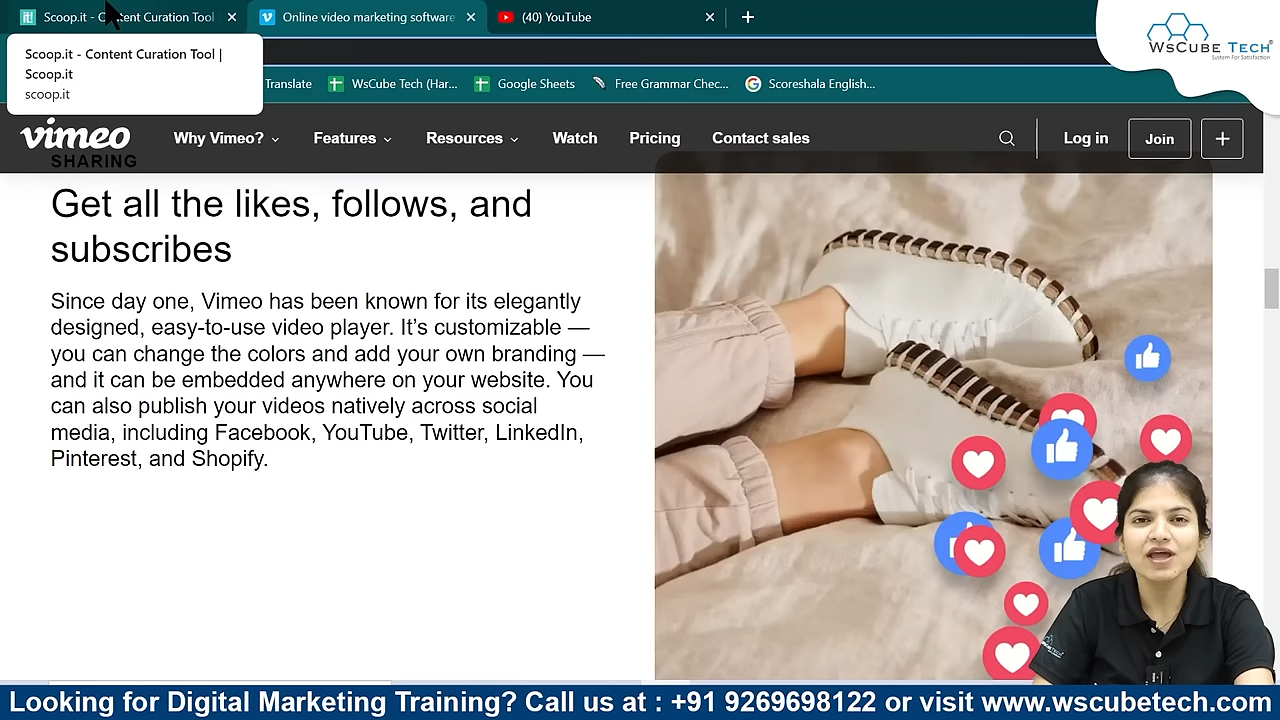 Scoop.it - C
tent Curation Tool
Online video marketing software
(40) YouTube
WsCube Tech
System For Satisfaction
Scoop.it - Content Curation Tool |
Scoop.it
scoop.it
Translate
WsCube Tech (Har...
Google Sheets
Free Grammar Chec...
Scoreshala English...
vimeo
Why Vimeo?
Features
Resources
Watch
Pricing
Contact sales
Log in
Join
SHARING
Get all the likes, follows, and
subscribes
Since day one, Vimeo has been known for its elegantly
designed, easy-to-use video player. It’s customizable —
you can change the colors and add your own branding —
and it can be embedded anywhere on your website. You
can also publish your videos natively across social
media, including Facebook, YouTube, Twitter, LinkedIn,
Pinterest, and Shopify.
Looking for Digital Marketing Training? Call us at : +91 9269698122 or visit www.wscubetech.com